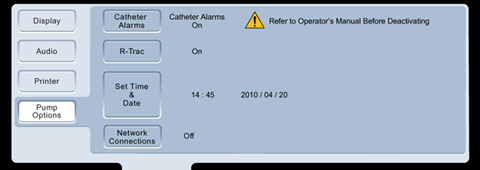 Display
Audio
Printer
Pump
Options
Catheter
Alarms
Catheter Alarms
On
Refer to Operator's Manual Before Deactivating
R-Trac
On
Set Time
&
Date
14 : 45
2010 / 04 / 20
Network
Connections
Off